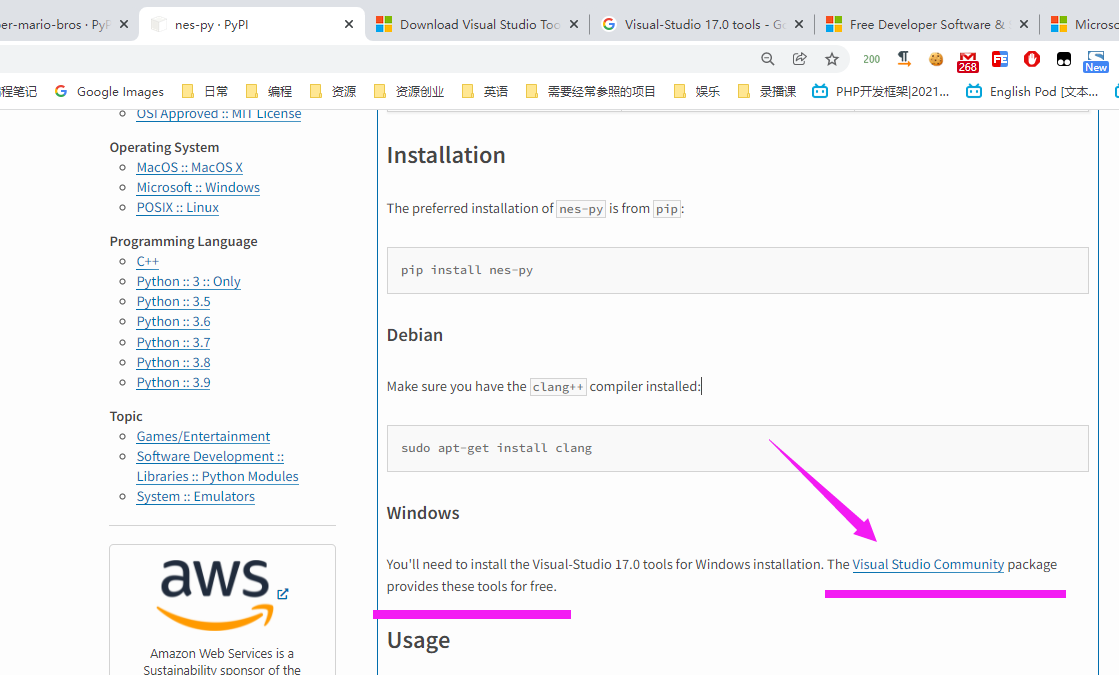 per-mario-bros · PyP
nes-py · PyPI
Download Visual Studio Too
Visual-Studio 17.0 tools - Go
Free Developer Software &
Microso
200
268
New
程笔记
Google Images
日常
编程
资源
资源创业
英语
需要经常参照的项目
娱乐
录播课
PHP开发框架|2021...
English Pod [文本...
OSI Approved :: MIT License
Operating System
MacOS :: MacOS X
Microsoft :: Windows
POSIX :: Linux
Programming Language
C++
Python :: 3 :: Only
Python :: 3.5
Python :: 3.6
Python :: 3.7
Python :: 3.8
Python :: 3.9
Topic
Games/Entertainment
Software Development ::
Libraries :: Python Modules
System :: Emulators
aws
Amazon Web Services is a
Sustainability sponsor of the
Installation
The preferred installation of nes-py is from pip:
pip install nes-py
Debian
Make sure you have the clang++ compiler installed:
sudo apt-get install clang
Windows
You'll need to install the Visual-Studio 17.0 tools for Windows installation. The Visual Studio Community package
provides these tools for free.
Usage